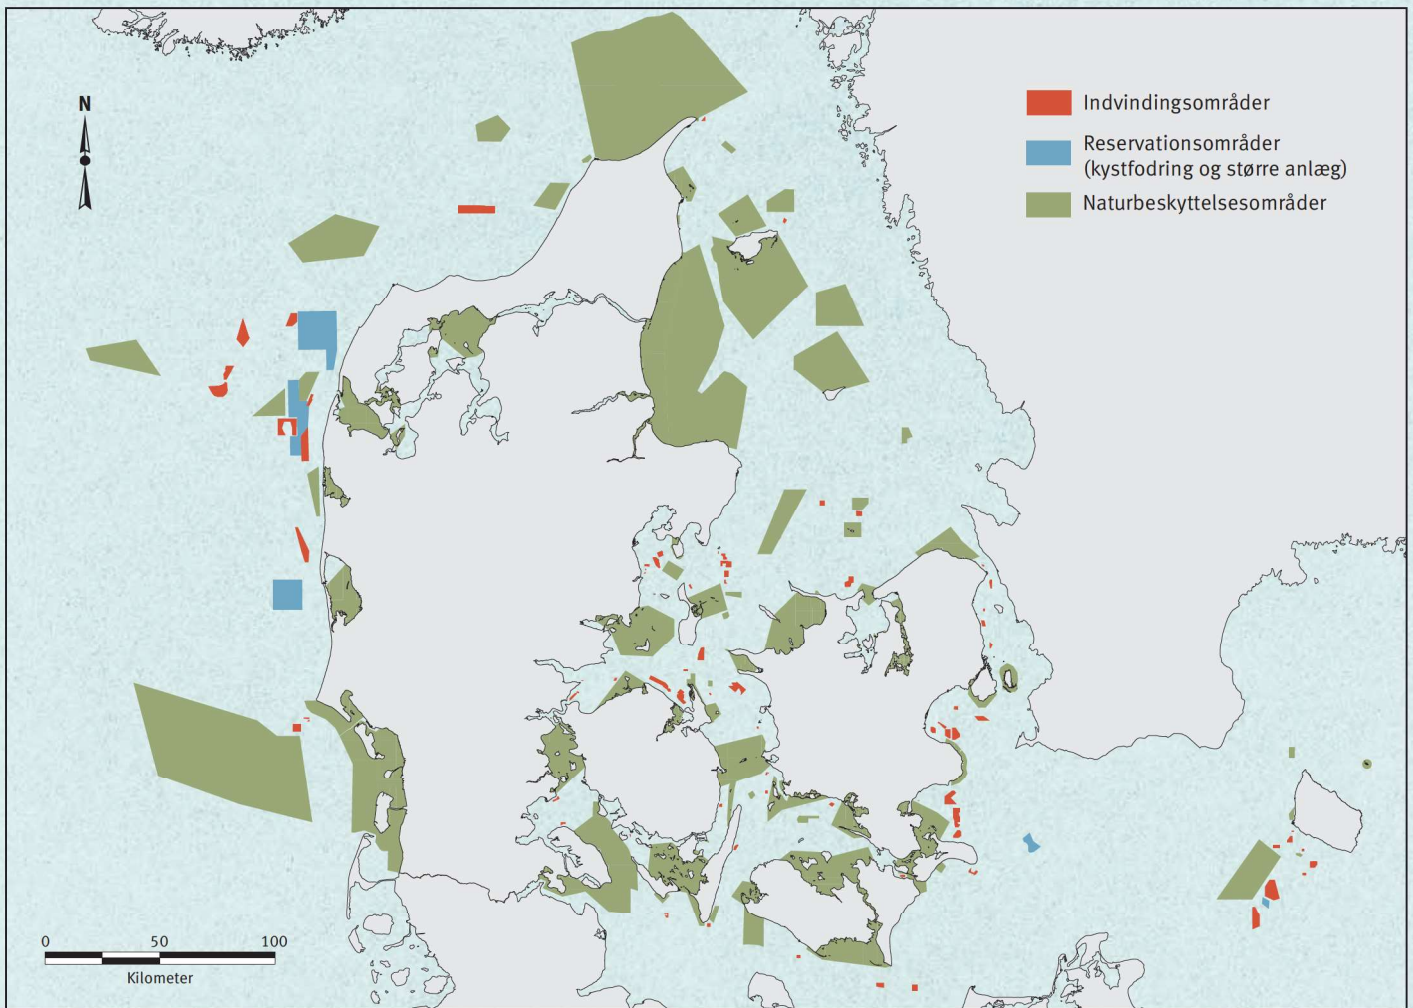 N
Indvindingsområder
Reservationsområder
(kystfodring og større anlæg)
Naturbeskyttelsesområder
0 50 100
Kilometer